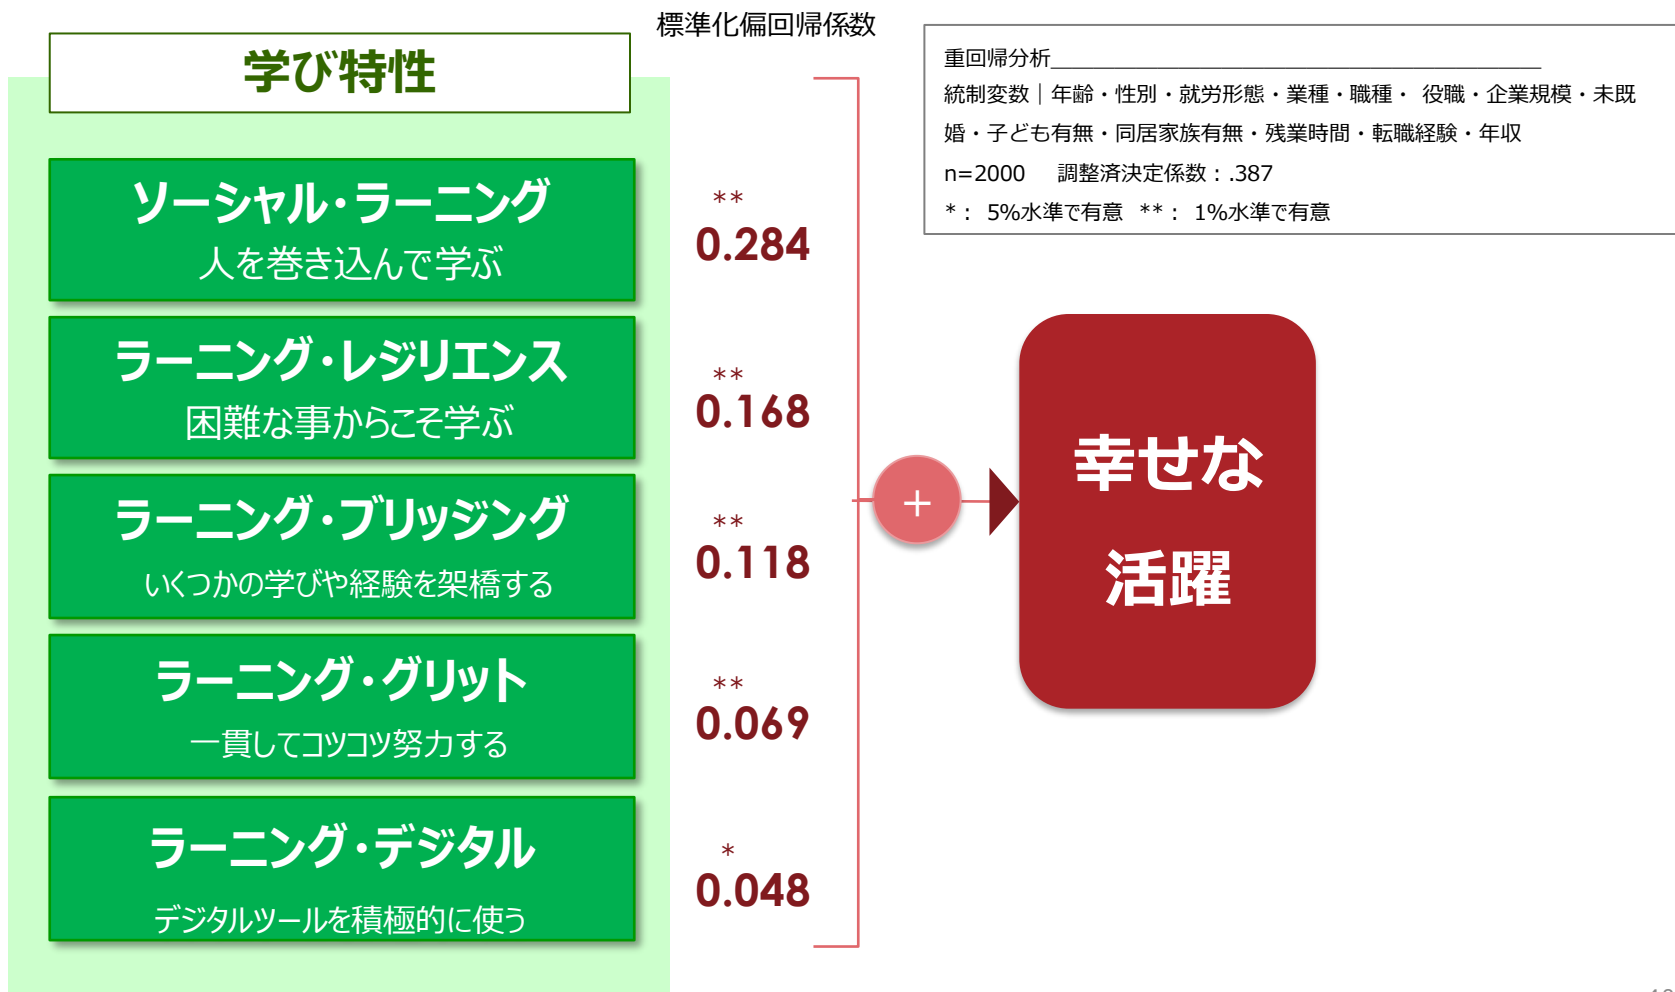 標準化偏回帰係数
学び特性
重回帰分析
統制変数｜年齢・性別・就労形態・業種・職種・ 役職・企業規模・未既
婚・子ども有無・同居家族有無・残業時間・転職経験・年収
n=2000 調整済決定係数：.387
*： 5%水準で有意 **： 1%水準で有意
ソーシャル・ラーニング
人を巻き込んで学ぶ
**
0.284
ラーニング・レジリエンス
困難な事からこそ学ぶ
**
0.168
ラーニング・ブリッジング
いくつかの学びや経験を架橋する
**
0.118
ラーニング・グリット
一貫してコツコツ努力する
**
0.069
ラーニング・デジタル
デジタルツールを積極的に使う
*
0.048
+
幸せな
活躍